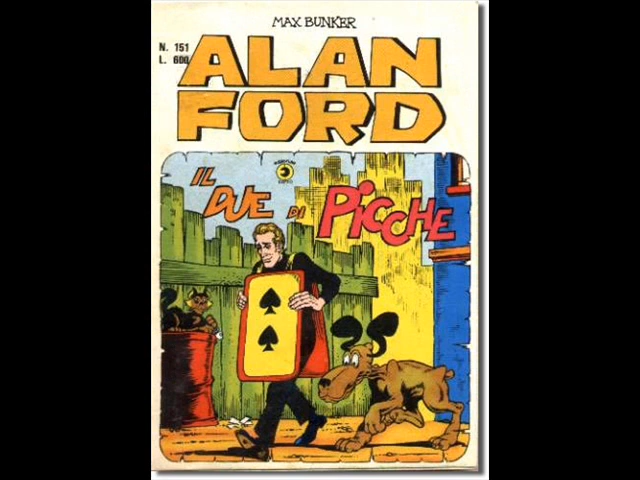 MAX BUNKER
N. 151
L. 600
ALAN
FORD
IL
DUE DI PICCHE